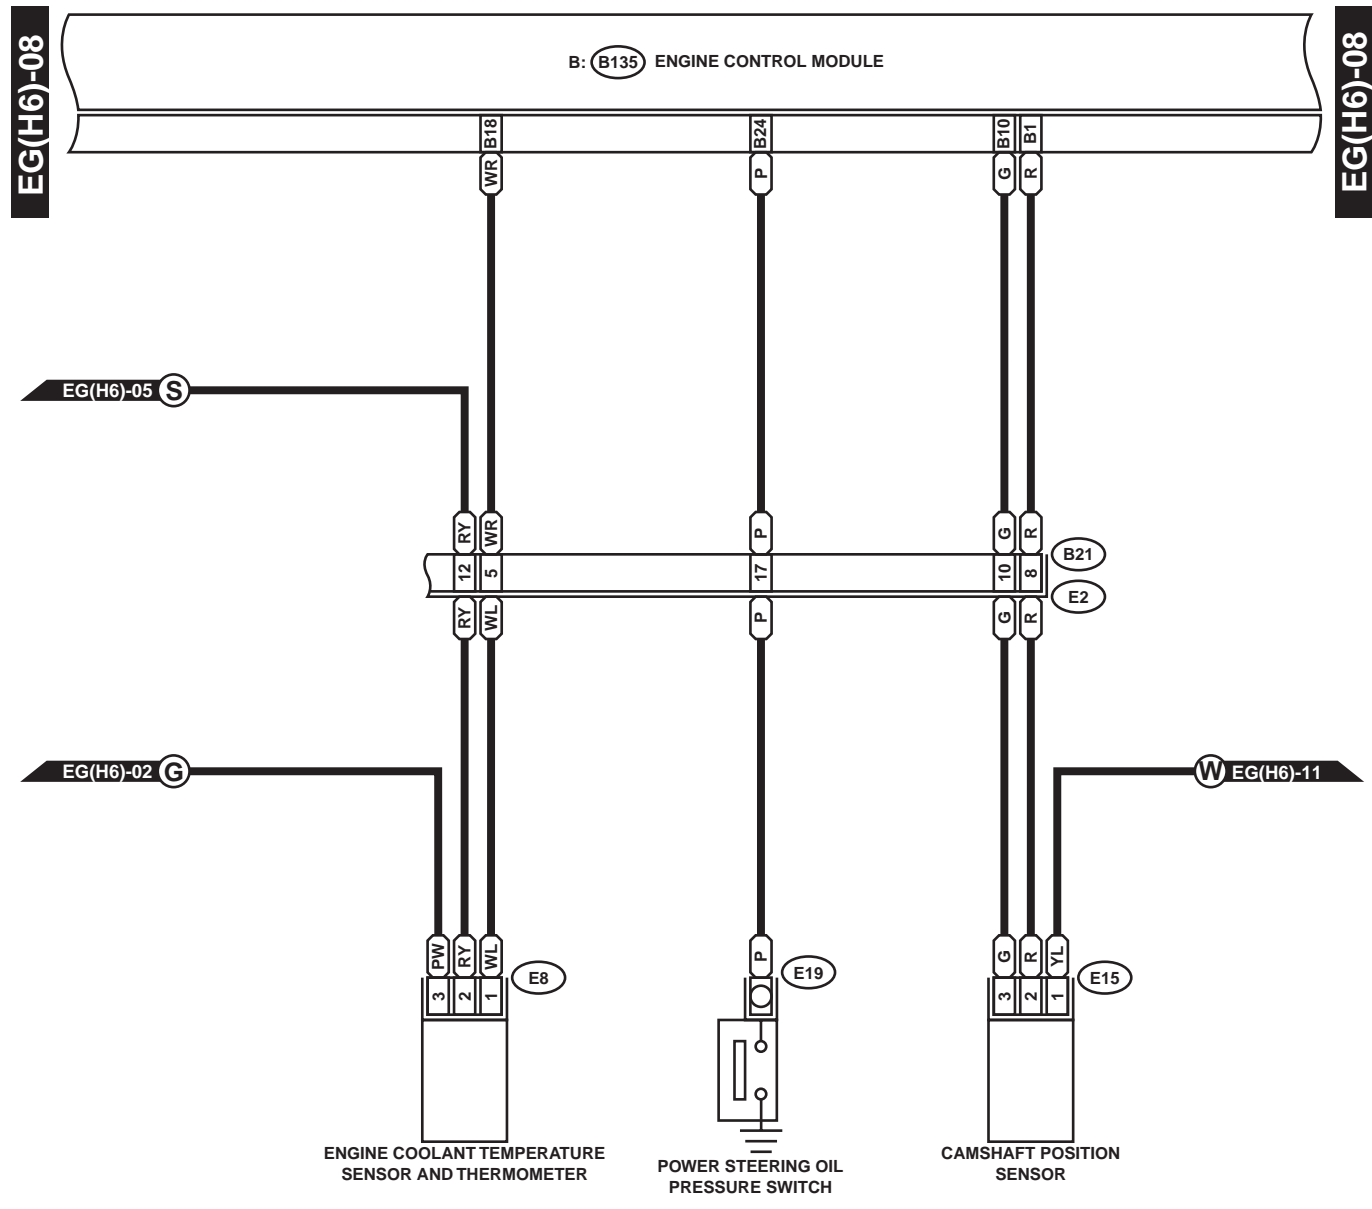 EG(H6)-08
EG(H6)-08
B: B135 ENGINE CONTROL MODULE
B18 B24 B10 B1
WR P G R
EG(H6)-05 S
RY WR P G R
B21
12 5 17 10 8
E2
RY WL P G R
EG(H6)-02 G
W EG(H6)-11
PW RY WL P G R YL
E8 E19 E15
3 2 1 3 2 1
ENGINE COOLANT TEMPERATURE
SENSOR AND THERMOMETER
POWER STEERING OIL
PRESSURE SWITCH
CAMSHAFT POSITION
SENSOR